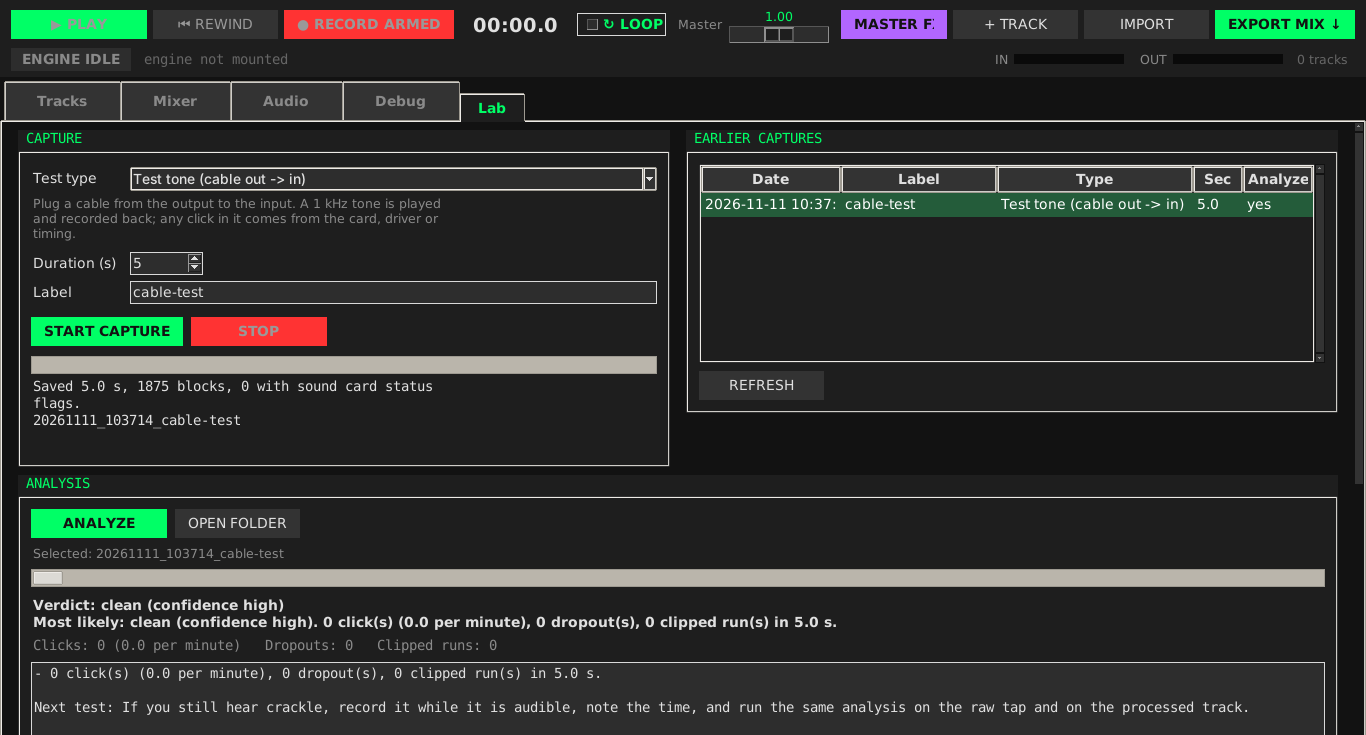 ▶ PLAY
⏮ REWIND
● RECORD ARMED
00:00.0
↻ LOOP
Master
1.00
MASTER F
+ TRACK
IMPORT
EXPORT MIX ↓
ENGINE IDLE
engine not mounted
IN
OUT
0 tracks
Tracks
Mixer
Audio
Debug
Lab
CAPTURE
Test type
Test tone (cable out -> in)
Plug a cable from the output to the input. A 1 kHz tone is played
and recorded back; any click in it comes from the card, driver or
timing.
Duration (s)
5
Label
cable-test
START CAPTURE
STOP
Saved 5.0 s, 1875 blocks, 0 with sound card status
flags.
20261111_103714_cable-test
EARLIER CAPTURES
Date Label Type Sec Analyze
2026-11-11 10:37: cable-test Test tone (cable out -> in) 5.0 yes
REFRESH
ANALYSIS
ANALYZE
OPEN FOLDER
Selected: 20261111_103714_cable-test
Verdict: clean (confidence high)
Most likely: clean (confidence high). 0 click(s) (0.0 per minute), 0 dropout(s), 0 clipped run(s) in 5.0 s.
Clicks: 0 (0.0 per minute) Dropouts: 0 Clipped runs: 0
- 0 click(s) (0.0 per minute), 0 dropout(s), 0 clipped run(s) in 5.0 s.
Next test: If you still hear crackle, record it while it is audible, note the time, and run the same analysis on the raw tap and on the processed track.